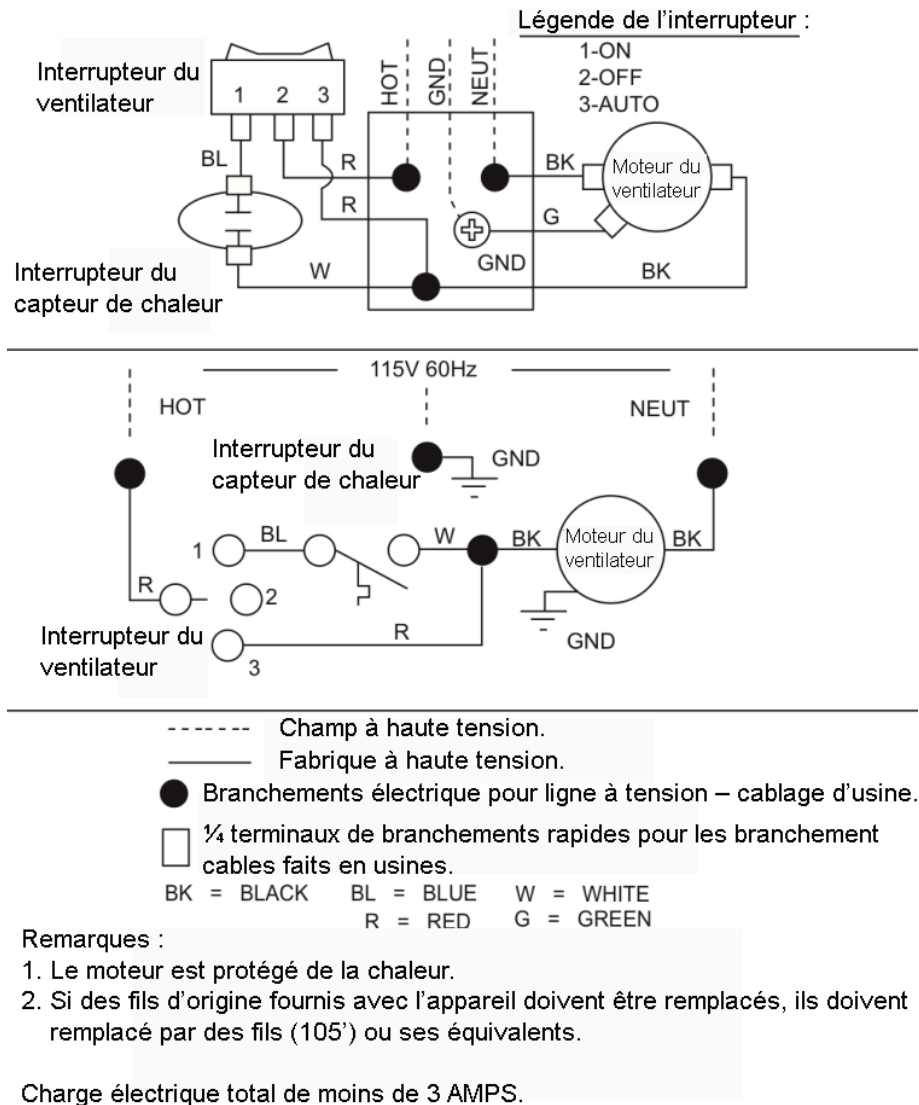 Légende de l'interrupteur :
1-ON
2-OFF
3-AUTO
Interrupteur du
ventilateur
1 2 3
HOT
GND
NEUT
BL
R
R
BK
Moteur du
ventilateur
G
GND
Interrupteur du
capteur de chaleur
W
BK
115V 60Hz
HOT
NEUT
Interrupteur du
capteur de chaleur
GND
1
BL
W
BK
Moteur du
ventilateur
BK
R
2
Interrupteur du
ventilateur
R
3
GND
Champ à haute tension.
Fabrique à haute tension.
Branchements électrique pour ligne à tension – cablage d'usine.
¼ terminaux de branchements rapides pour les branchement
cables faits en usines.
BK = BLACK BL = BLUE W = WHITE
R = RED G = GREEN
Remarques :
1. Le moteur est protégé de la chaleur.
2. Si des fils d'origine fournis avec l'appareil doivent être remplacés, ils doivent
remplacé par des fils (105') ou ses équivalents.
Charge électrique total de moins de 3 AMPS.